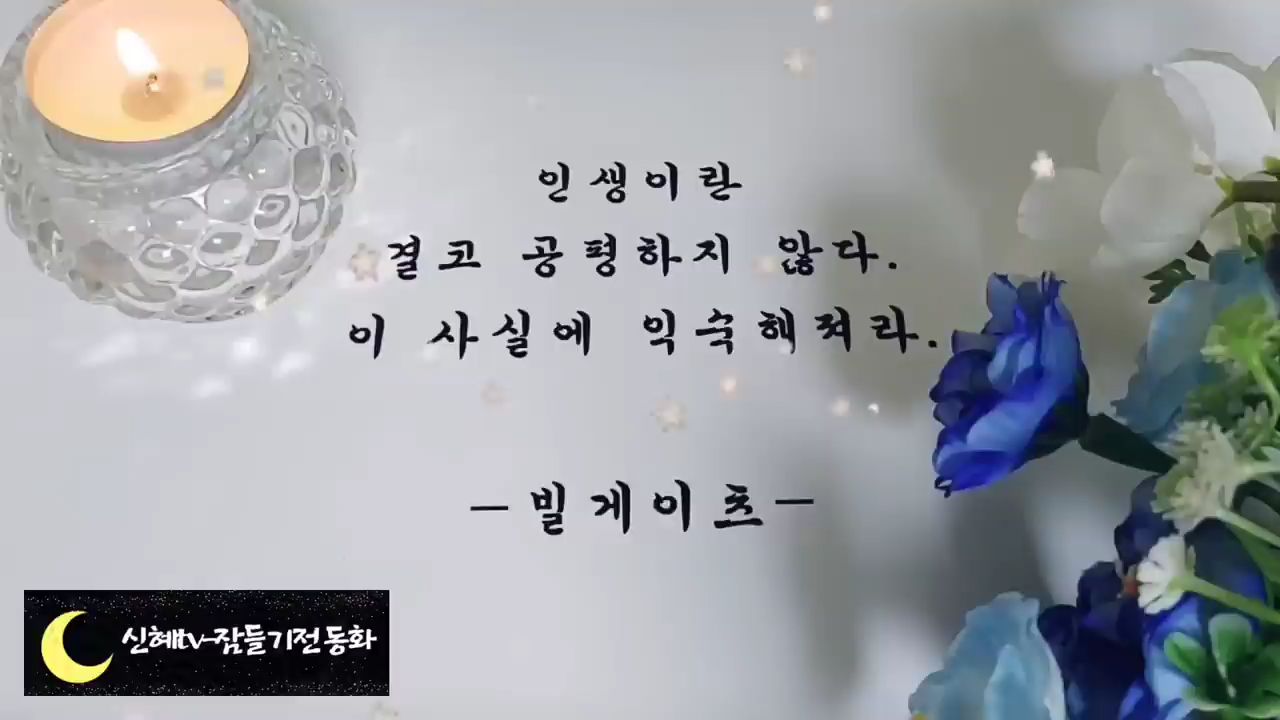 인생이란
결고 공평하지 않다.
이 사실에 익숙해져라.
-빌게이츠-
신혜tv-잠들기전 동화